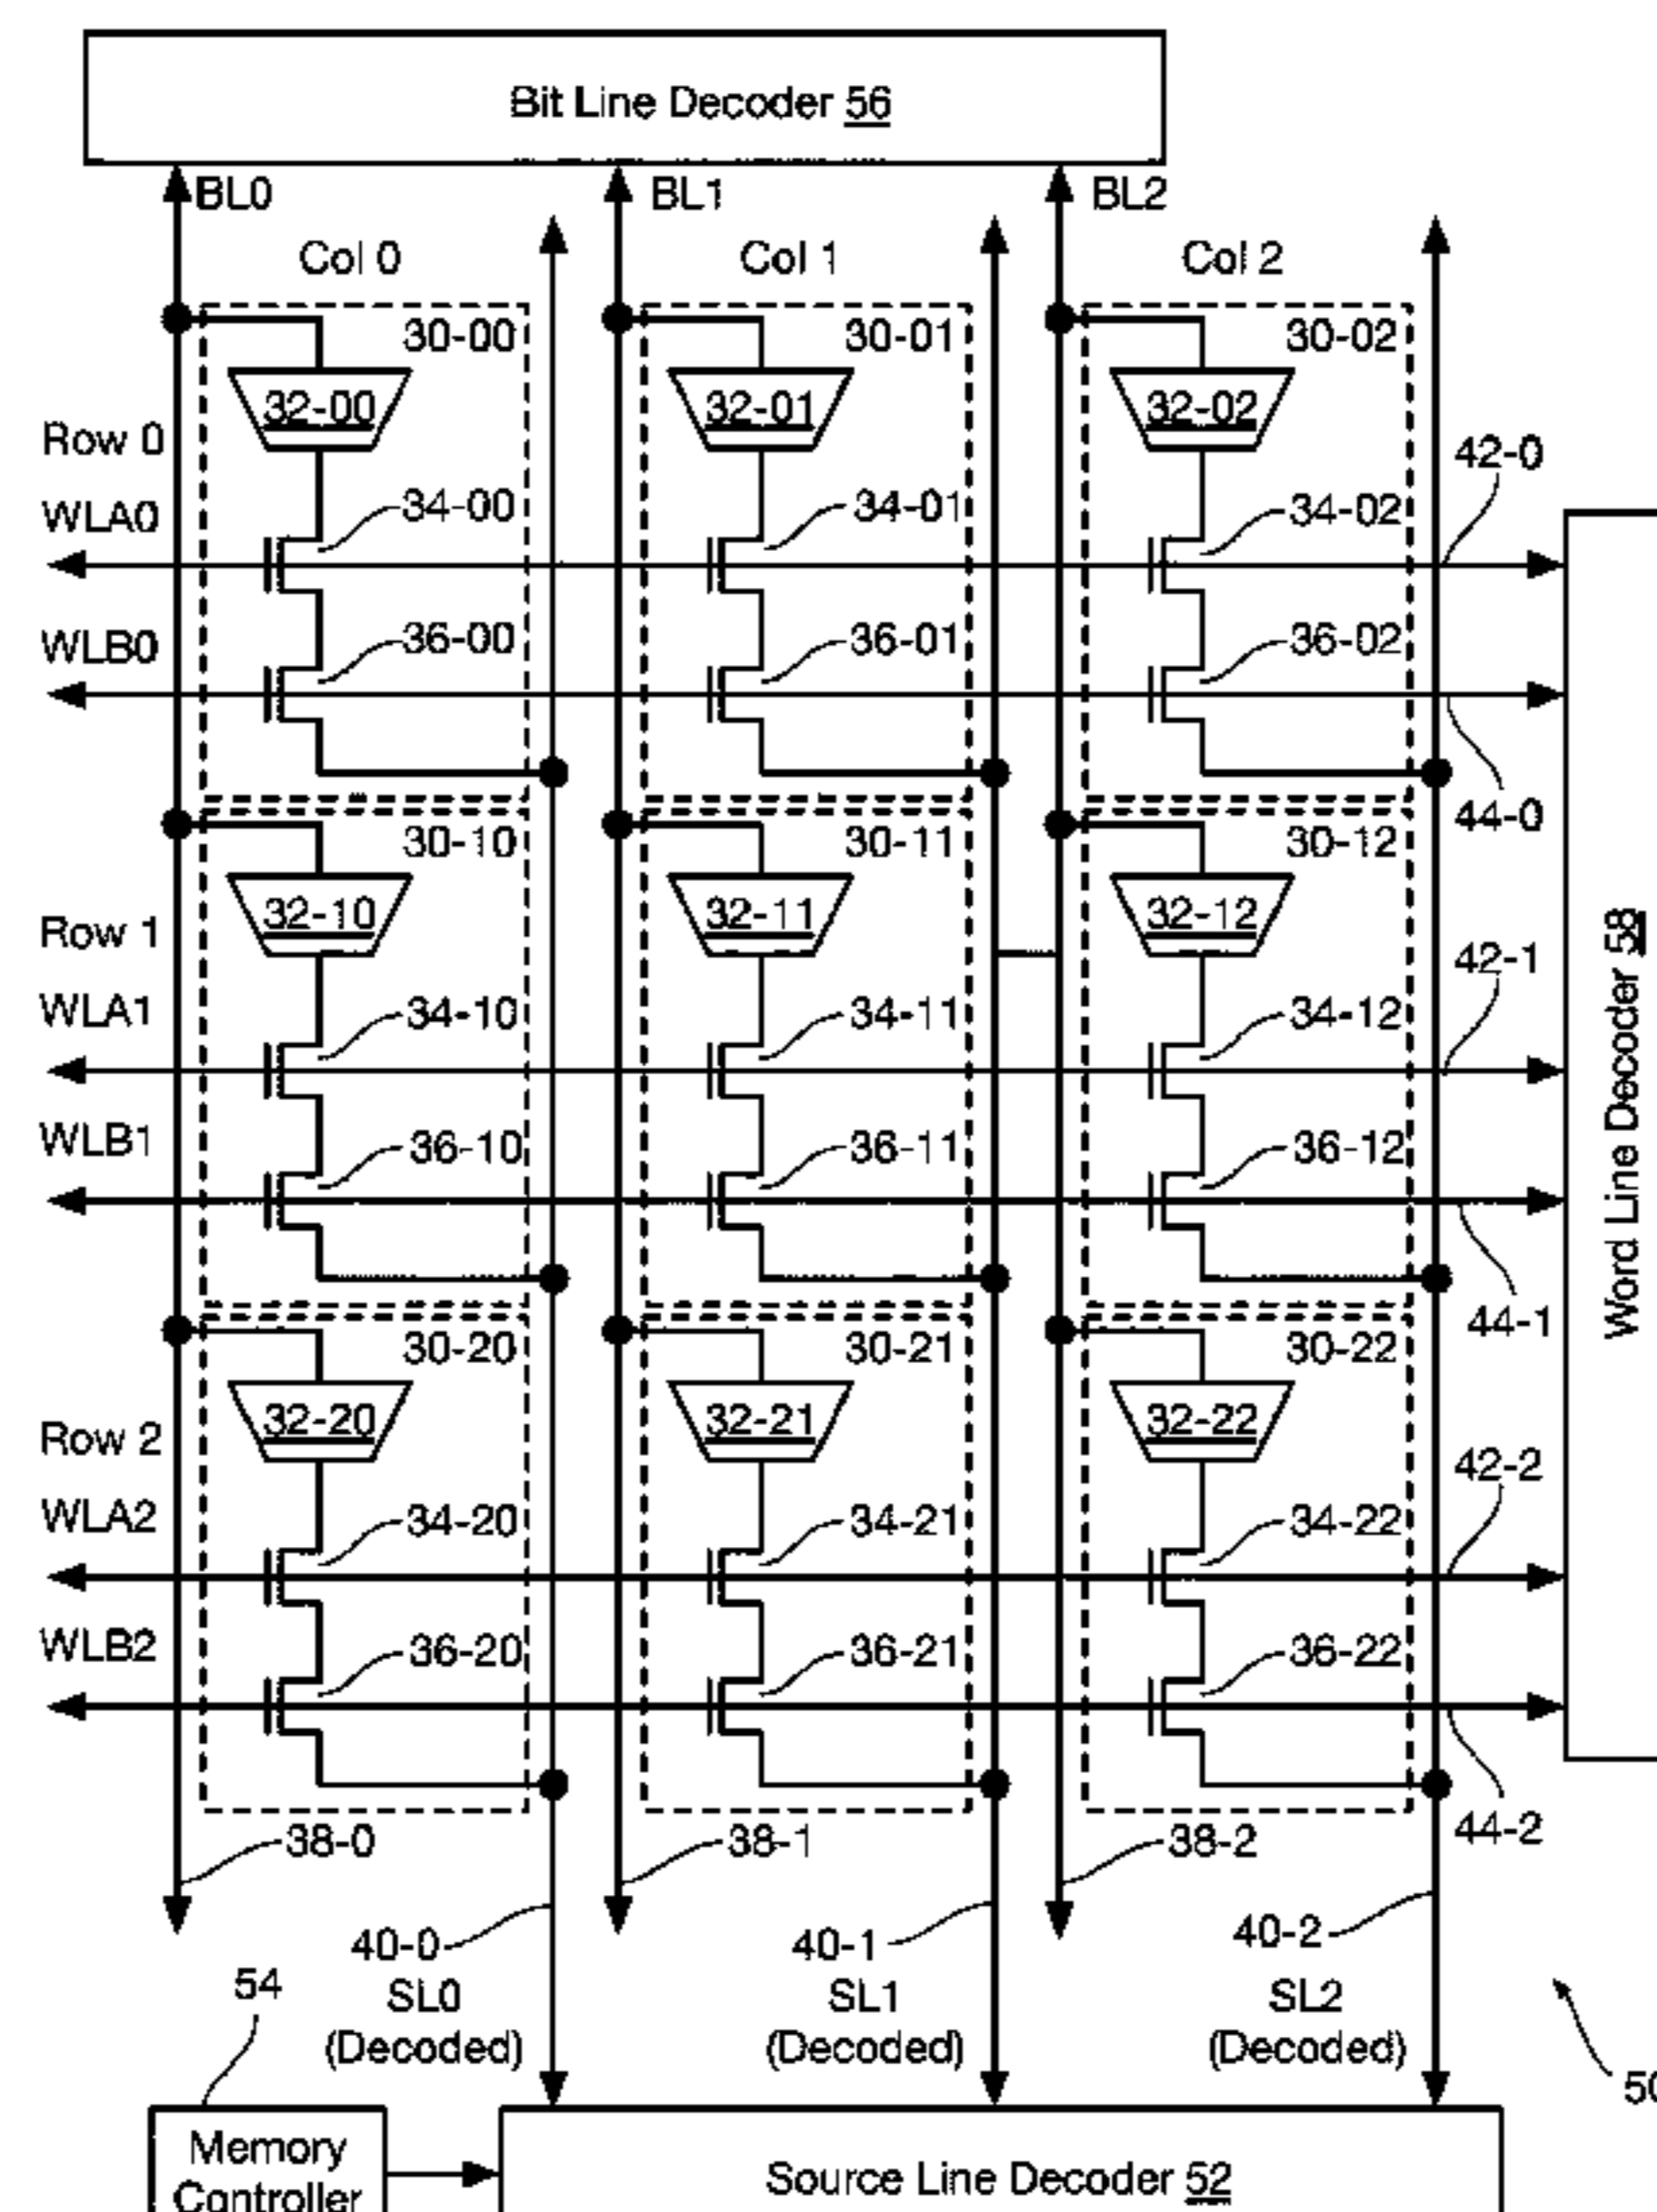 Bit Line Decoder 56
BL0 BL1 BL2
Col 0 Col 1 Col 2
30-00 30-01 30-02
32-00 32-01 32-02
Row 0 42-0
WLA0 34-00 34-01 34-02
WLB0 36-00 36-01 36-02
44-0
30-10 30-11 30-12
32-10 32-11 32-12
Row 1 42-1
WLA1 34-10 34-11 34-12
WLB1 36-10 36-11 36-12
44-1
Word Line Decoder 58
30-20 30-21 30-22
32-20 32-21 32-22
Row 2 42-2
WLA2 34-20 34-21 34-22
WLB2 36-20 36-21 36-22
44-2
38-0 38-1 38-2
40-0 40-1 40-2
54 SL0 SL1 SL2
(Decoded) (Decoded) (Decoded)
Memory
Controller
Source Line Decoder 52